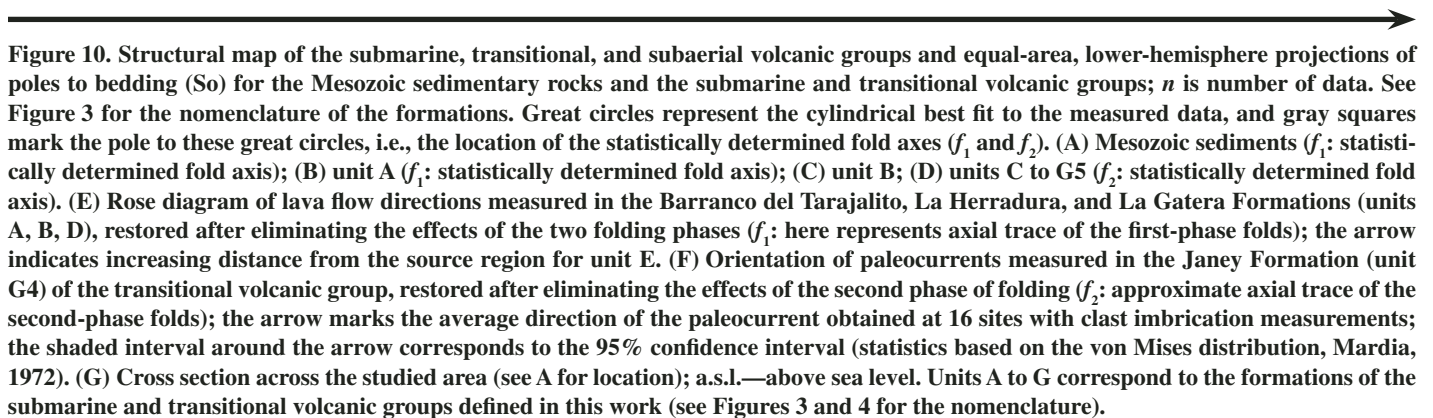 Figure 10. Structural map of the submarine, transitional, and subaerial volcanic groups and equal-area, lower-hemisphere projections of
poles to bedding (So) for the Mesozoic sedimentary rocks and the submarine and transitional volcanic groups; n is number of data. See
Figure 3 for the nomenclature of the formations. Great circles represent the cylindrical best fit to the measured data, and gray squares
mark the pole to these great circles, i.e., the location of the statistically determined fold axes (f1 and f2). (A) Mesozoic sediments (f1: statisti-
cally determined fold axis); (B) unit A (f1: statistically determined fold axis); (C) unit B; (D) units C to G5 (f2: statistically determined fold
axis). (E) Rose diagram of lava flow directions measured in the Barranco del Tarajalito, La Herradura, and La Gatera Formations (units
A, B, D), restored after eliminating the effects of the two folding phases (f1: here represents axial trace of the first-phase folds); the arrow
indicates increasing distance from the source region for unit E. (F) Orientation of paleocurrents measured in the Janey Formation (unit
G4) of the transitional volcanic group, restored after eliminating the effects of the second phase of folding (f2: approximate axial trace of the
second-phase folds); the arrow marks the average direction of the paleocurrent obtained at 16 sites with clast imbrication measurements;
the shaded interval around the arrow corresponds to the 95% confidence interval (statistics based on the von Mises distribution, Mardia,
1972). (G) Cross section across the studied area (see A for location); a.s.l.—above sea level. Units A to G correspond to the formations of the
submarine and transitional volcanic groups defined in this work (see Figures 3 and 4 for the nomenclature).